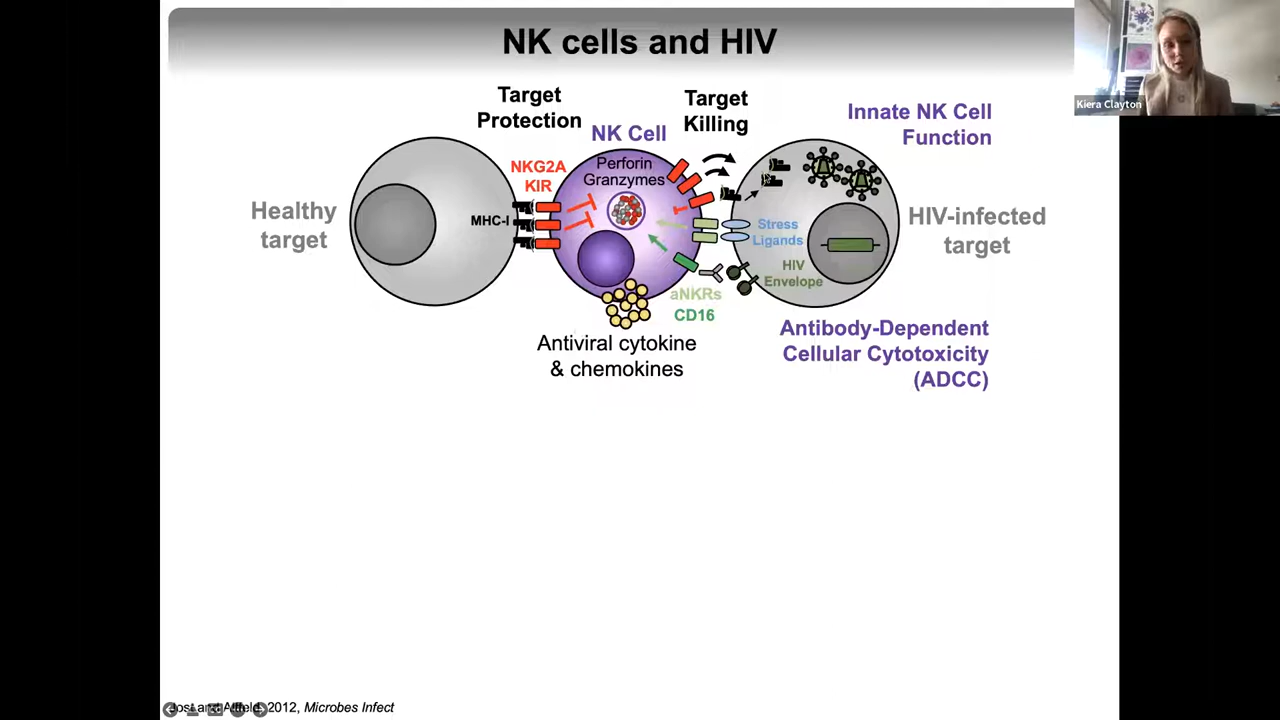 NK cells and HIV
Kiera Clayton
Target
Protection
Target
Killing
Innate NK Cell
Function
NK Cell
NKG2A
KIR
Perforin
Granzymes
MHC-I
Healthy
target
Stress
Ligands
HIV-infected
target
HIV
Envelope
aNKRs
CD16
Antiviral cytokine
& chemokines
Antibody-Dependent
Cellular Cytotoxicity
(ADCC)
Jost and Altfeld, 2012, Microbes Infect